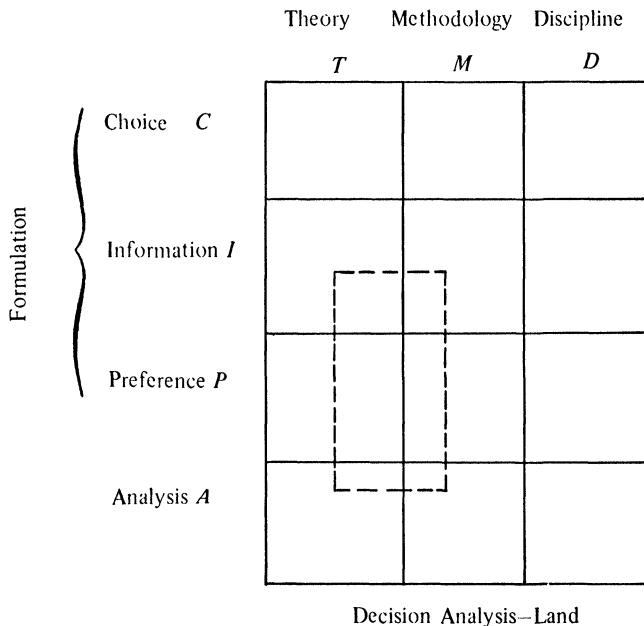 Theory Methodology Discipline
T M D
Choice C
Information I
Formulation
Preference P
Analysis A
Decision Analysis–Land